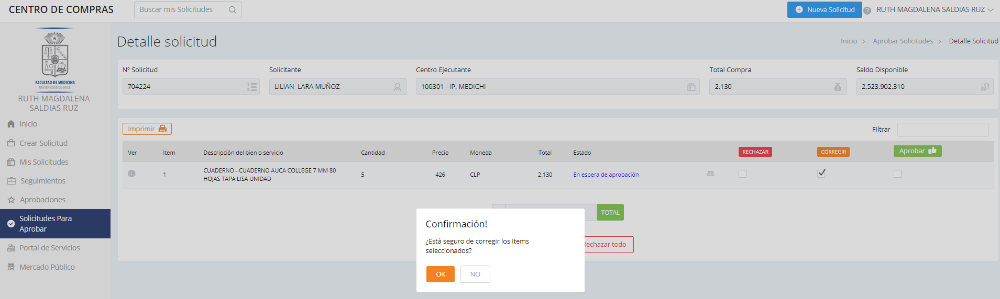 CENTRO DE COMPRAS
Buscar mis Solicitudes
Nueva Solicitud
RUTH MAGDALENA SALDIAS RUZ
FACULTAD DE MEDICINA
UNIVERSIDAD DE CHILE
RUTH MAGDALENA
SALDIAS RUZ
Inicio
Crear Solicitud
Mis Solicitudes
Seguimientos
Aprobaciones
Solicitudes Para
Aprobar
Portal de Servicios
Mercado Público
Detalle solicitud
Inicio > Aprobar Solicitudes > Detalle Solicitud
Nº Solicitud
704224
Solicitante
LILIAN LARA MUÑOZ
Centro Ejecutante
100301 - IP. MEDICHI
Total Compra
2.130
Saldo Disponible
2.523.902.310
Imprimir
Filtrar
Ver Item Descripción del bien o servicio Cantidad Precio Moneda Total Estado RECHAZAR CORREGIR Aprobar
1 CUADERNO - CUADERNO AUCA COLLEGE 7 MM 80 5 426 CLP 2.130 En espera de aprobación
HOJAS TAPA LISA UNIDAD
TOTAL
Rechazar todo
Confirmación!
¿Está seguro de corregir los Items
seleccionados?
OK NO